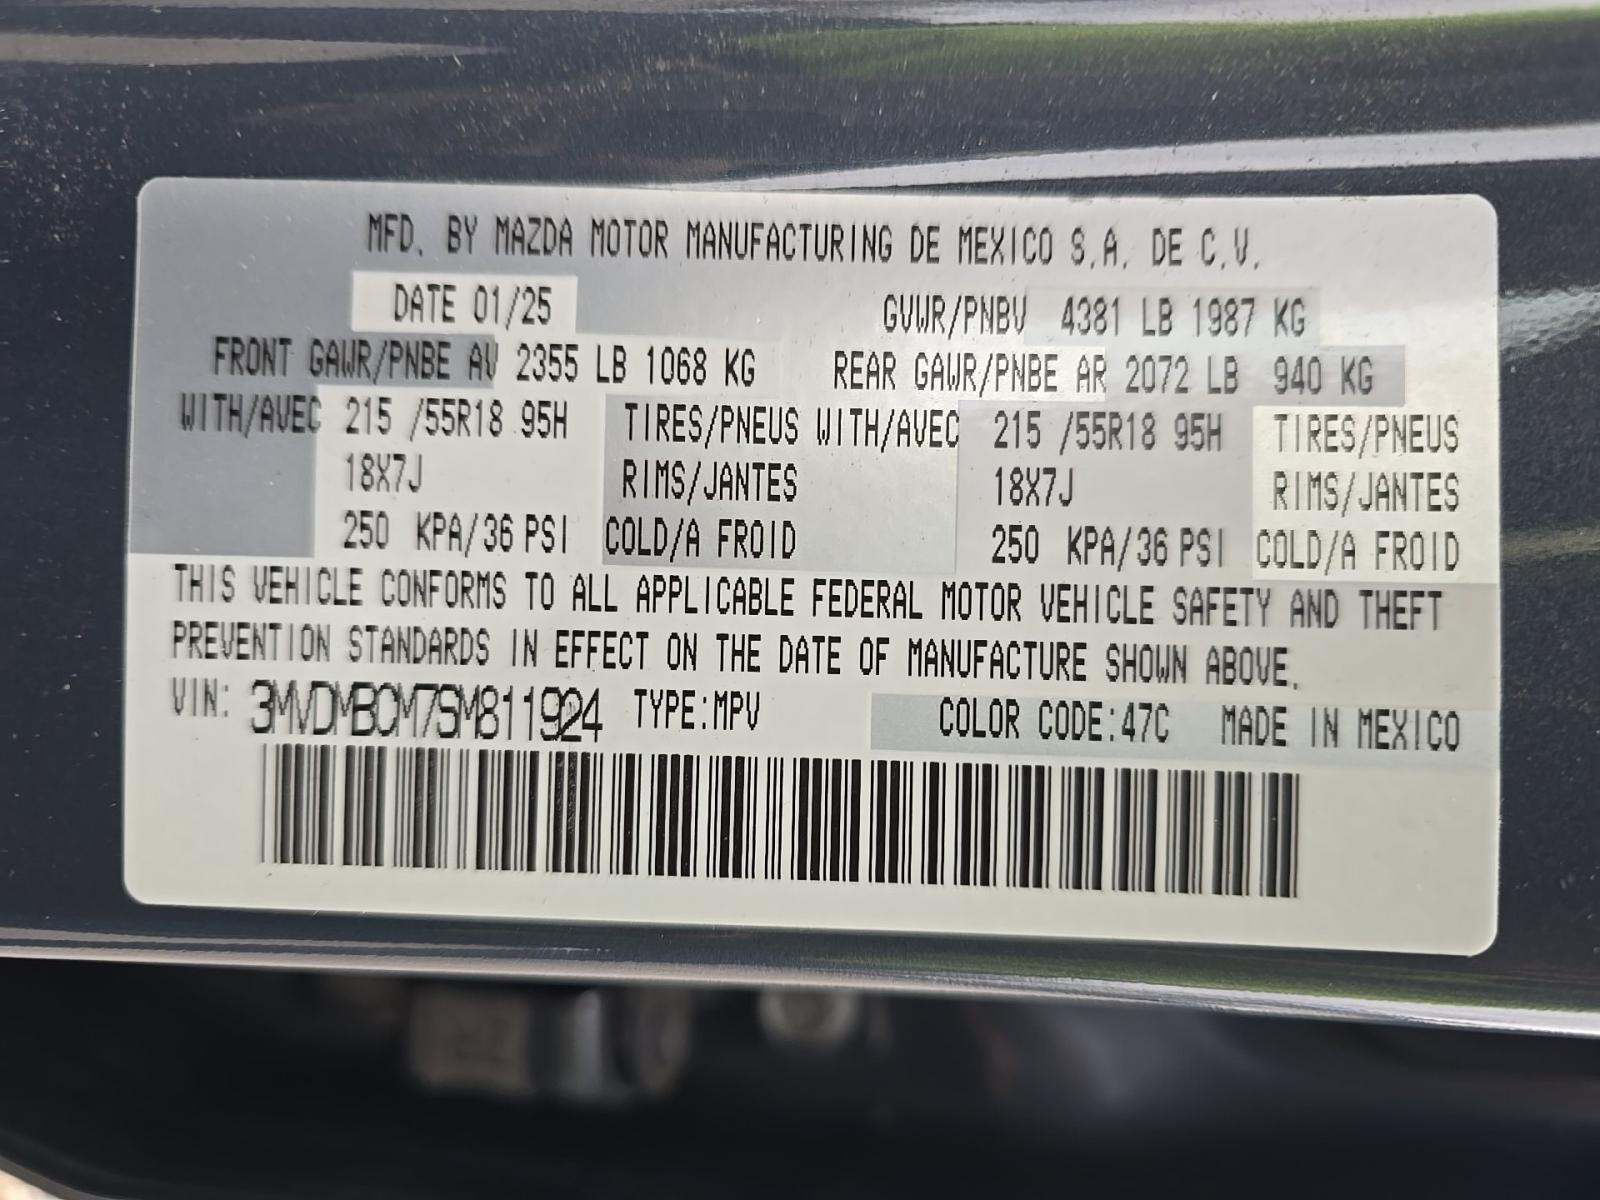 MFD. BY MAZDA MOTOR MANUFACTURING DE MEXICO S.A. DE C.V.
DATE 01/25 GVWR/PNBV 4381 LB 1987 KG
FRONT GAWR/PNBE AV 2355 LB 1068 KG REAR GAWR/PNBE AR 2072 LB 940 KG
WITH/AVEC 215 /55R18 95H TIRES/PNEUS WITH/AVEC 215 /55R18 95H TIRES/PNEUS
18X7J RIMS/JANTES 18X7J RIMS/JANTES
250 KPA/36 PSI COLD/A FROID 250 KPA/36 PSI COLD/A FROID
THIS VEHICLE CONFORMS TO ALL APPLICABLE FEDERAL MOTOR VEHICLE SAFETY AND THEFT
PREVENTION STANDARDS IN EFFECT ON THE DATE OF MANUFACTURE SHOWN ABOVE.
VIN: 3MVDMBCM7SM811924 TYPE:MPV COLOR CODE:47C MADE IN MEXICO